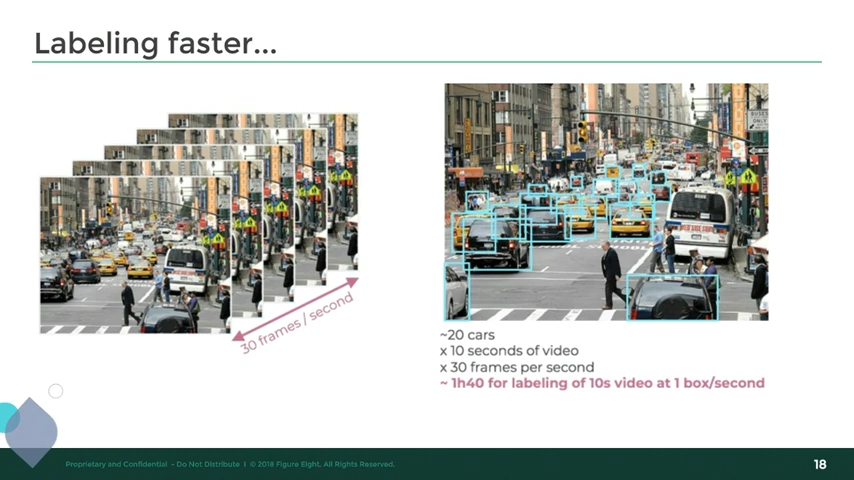 Labeling faster...
30 frames / second
BUSES
ONLY
~20 cars
x 10 seconds of video
x 30 frames per second
~ 1h40 for labeling of 10s video at 1 box/second
Proprietary and Confidential - Do Not Distribute I © 2018 Figure Eight. All Rights Reserved.
18